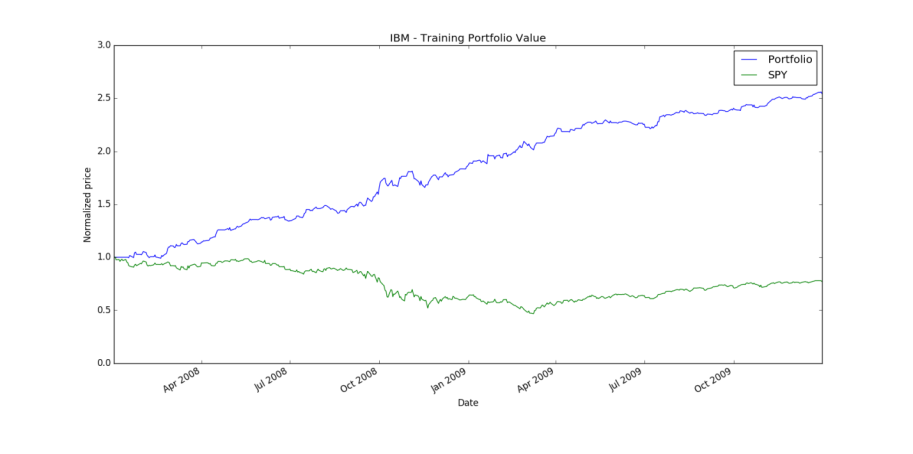 IBM - Training Portfolio Value
3.0
2.5
2.0
1.5
1.0
0.5
0.0
Normalized price
Portfolio
SPY
Apr 2008
Jul 2008
Oct 2008
Jan 2009
Apr 2009
Jul 2009
Oct 2009
Date